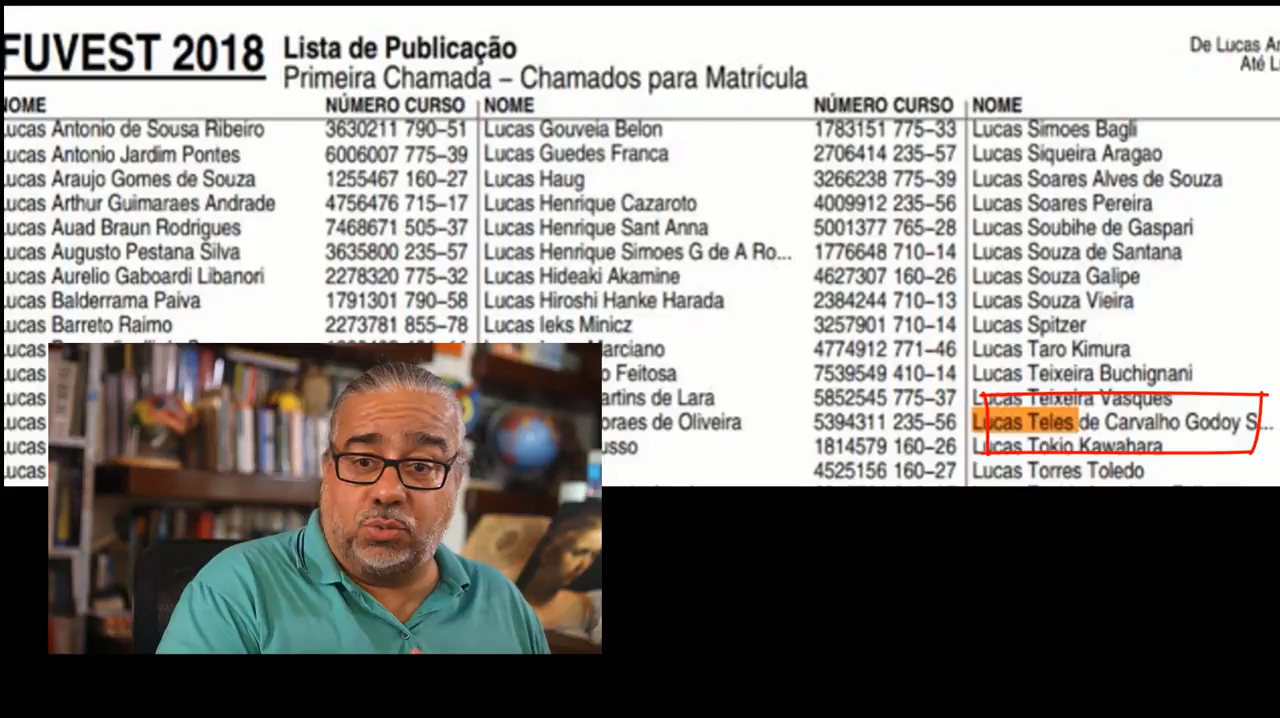 FUVEST 2018
Lista de Publicação
Primeira Chamada – Chamados para Matrícula
De Lucas
Até
NOME NÚMERO CURSO NOME NÚMERO CURSO NOME
Lucas Antonio de Sousa Ribeiro 3630211 790–51 Lucas Gouveia Belon 1783151 775–33 Lucas Simoes Bagli
Lucas Antonio Jardim Pontes 6006007 775–39 Lucas Guedes Franca 2706414 235–57 Lucas Siqueira Aragao
Lucas Araujo Gomes de Souza 1255467 160–27 Lucas Haug 3266238 775–39 Lucas Soares Alves de Souza
Lucas Arthur Guimaraes Andrade 4756476 715–17 Lucas Henrique Cazaroto 4009912 235–56 Lucas Soares Pereira
Lucas Auad Braun Rodrigues 7468671 505–37 Lucas Henrique Sant Anna 5001377 765–28 Lucas Soubihe de Gaspari
Lucas Augusto Pestana Silva 3635800 235–57 Lucas Henrique Simoes G de A Ro... 1776648 710–14 Lucas Souza de Santana
Lucas Aurelio Gaboardi Libanori 2278320 775–32 Lucas Hideaki Akamine 4627307 160–26 Lucas Souza Galipe
Lucas Balderrama Paiva 1791301 790–58 Lucas Hiroshi Hanke Harada 2384244 710–13 Lucas Souza Vieira
Lucas Barreto Raimo 2273781 855–78 Lucas Ieks Minicz 3257901 710–14 Lucas Spitzer
Marciano 4774912 771–46 Lucas Taro Kimura
Lucas Feitosa 7539549 410–14 Lucas Teixeira Buchignani
Lucas artins de Lara 5852545 775–37 Lucas Teixeira Vasques
Lucas oraes de Oliveira 5394311 235–56 Lucas Teles de Carvalho Godoy S...
Lucas usso 1814579 160–26 Lucas Tokio Kawahara
Lucas 4525156 160–27 Lucas Torres Toledo